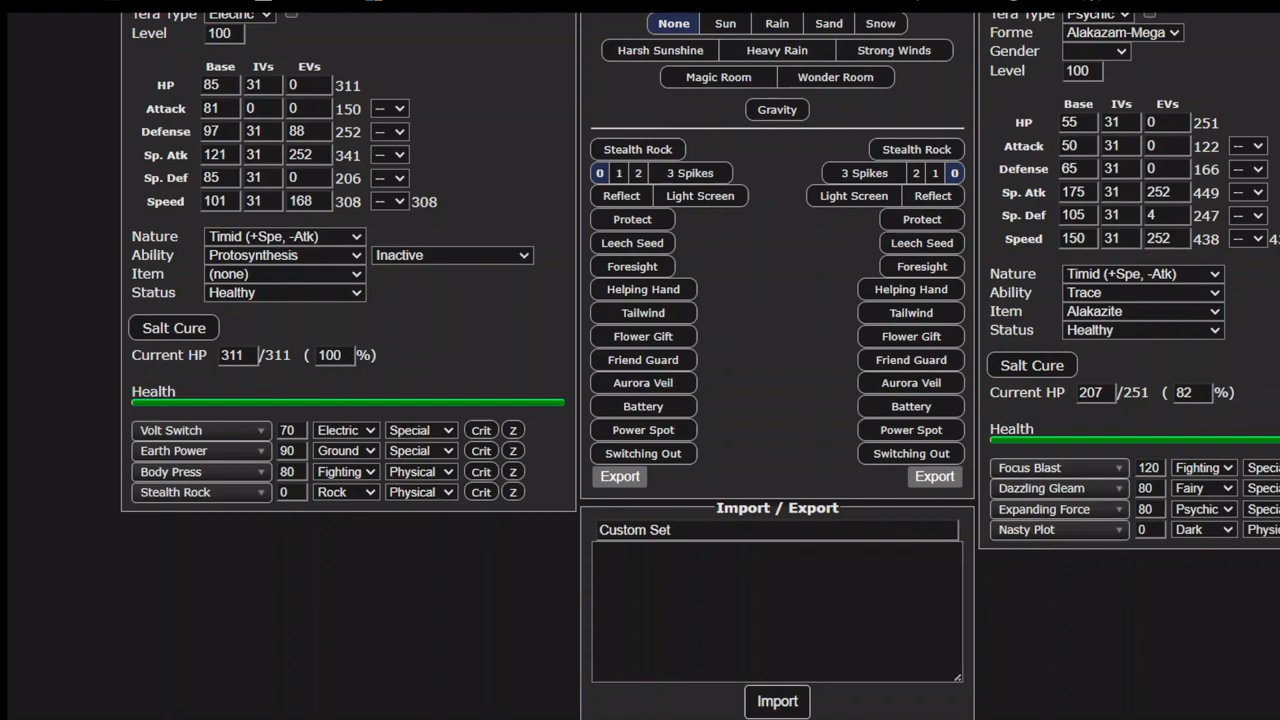 Tera Type Electric
Level 100
Base IVs EVs
HP 85 31 0 311
Attack 81 0 0 150 --
Defense 97 31 88 252 --
Sp. Atk 121 31 252 341 --
Sp. Def 85 31 0 206 --
Speed 101 31 168 308 -- 308
Nature Timid (+Spe, -Atk)
Ability Protosynthesis Inactive
Item (none)
Status Healthy
Salt Cure
Current HP 311 /311 ( 100 %)
Health
Volt Switch 70 Electric Special Crit Z
Earth Power 90 Ground Special Crit Z
Body Press 80 Fighting Physical Crit Z
Stealth Rock 0 Rock Physical Crit Z
None Sun Rain Sand Snow
Harsh Sunshine Heavy Rain Strong Winds
Magic Room Wonder Room
Gravity
Stealth Rock Stealth Rock
0 1 2 3 Spikes 3 Spikes 2 1 0
Reflect Light Screen Light Screen Reflect
Protect Protect
Leech Seed Leech Seed
Foresight Foresight
Helping Hand Helping Hand
Tailwind Tailwind
Flower Gift Flower Gift
Friend Guard Friend Guard
Aurora Veil Aurora Veil
Battery Battery
Power Spot Power Spot
Switching Out Switching Out
Export Export
Import / Export
Custom Set
Import
Tera Type Psychic
Forme Alakazam-Mega
Gender
Level 100
Base IVs EVs
HP 55 31 0 251
Attack 50 31 0 122 --
Defense 65 31 0 166 --
Sp. Atk 175 31 252 449 --
Sp. Def 105 31 4 247 --
Speed 150 31 252 438 --
Nature Timid (+Spe, -Atk)
Ability Trace
Item Alakazite
Status Healthy
Salt Cure
Current HP 207 /251 ( 82 %)
Health
Focus Blast 120 Fighting Speci
Dazzling Gleam 80 Fairy Speci
Expanding Force 80 Psychic Speci
Nasty Plot 0 Dark Physi